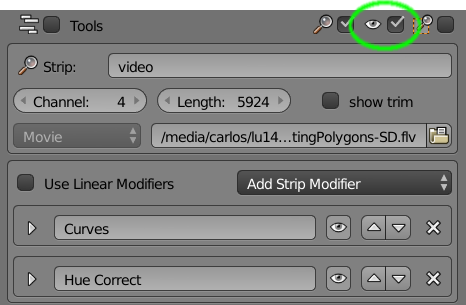 Tools
Strip: video
Channel: 4 Length: 5924 show trim
Movie /media/carlos/lu14...tingPolygons-SD.flv
Use Linear Modifiers Add Strip Modifier
Curves
Hue Correct